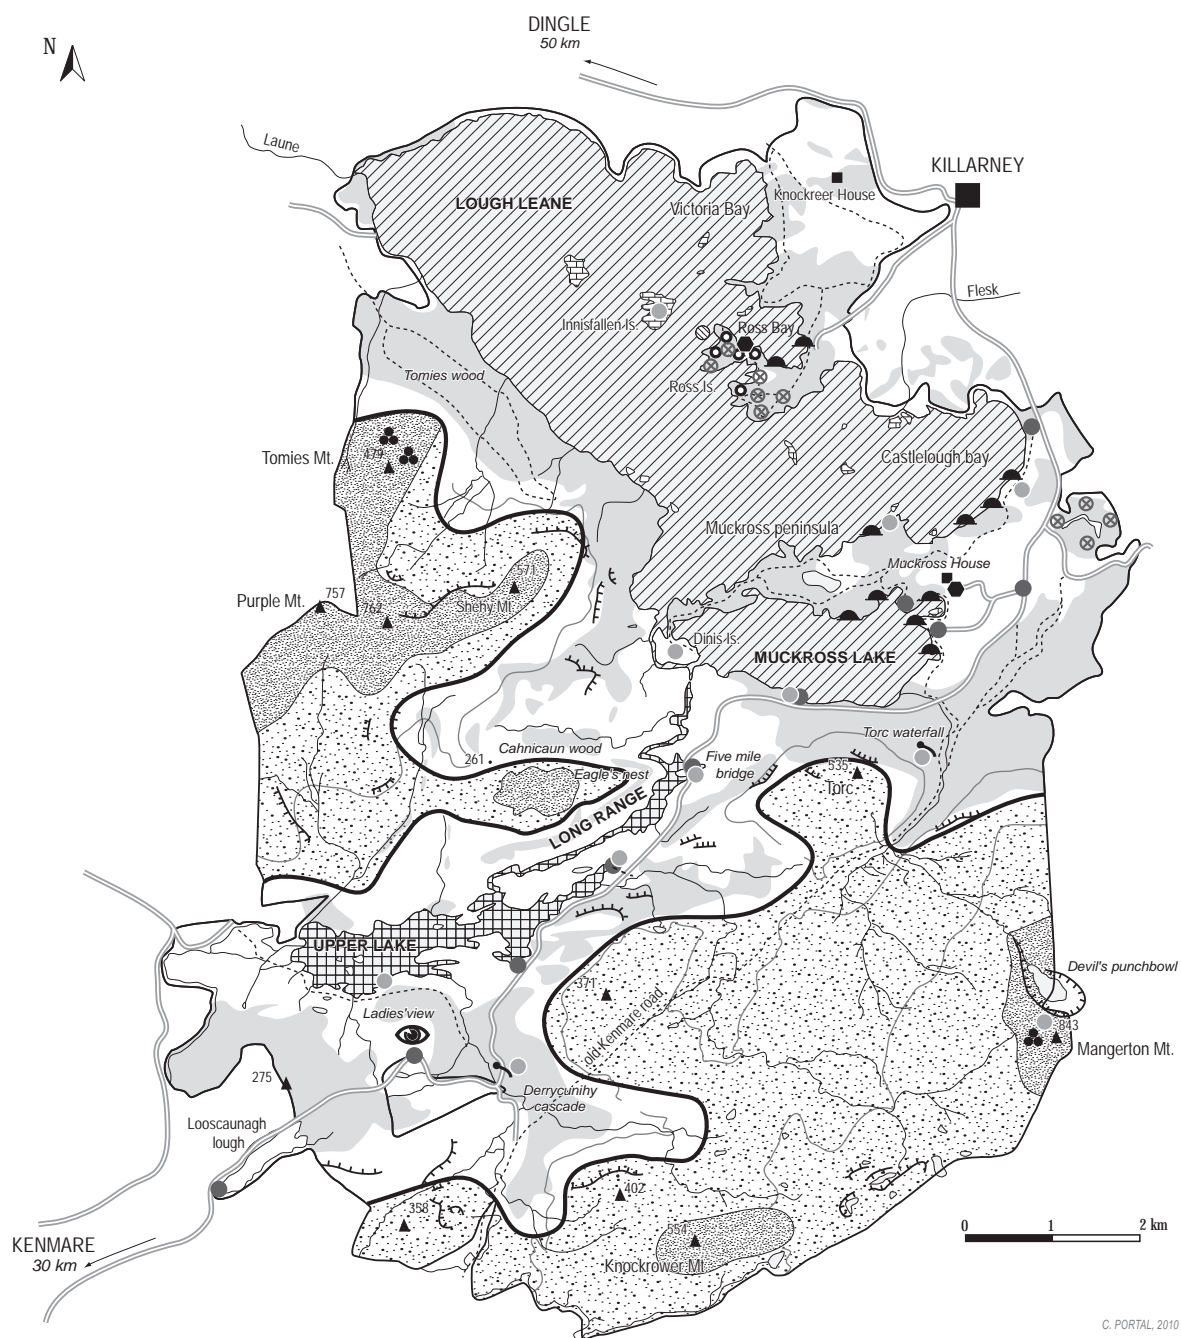 DINGLE
50 km
N
Laune
KILLARNEY
Knockreer House
LOUGH LEANE
Victoria Bay
Flesk
Innisfallen Is.
Ross Bay
Tomies wood
Ross Is.
Tomies Mt.
479
Castlelough bay
Muckross peninsula
Muckross House
571
Purple Mt.
757
762
Shehy Mt.
Dinis Is.
MUCKROSS LAKE
Torc waterfall
Cahnicaun wood
261
Eagle's nest
Five mile
bridge
535
Torc
LONG RANGE
UPPER LAKE
Devil's punchbowl
371
old Kenmare road
Ladies'view
843
Mangerton Mt.
275
Derrycunihy
cascade
Looscaunagh
lough
402
358
554
Knockrower Mt.
KENMARE
30 km
0 1 2 km
C. PORTAL, 2010